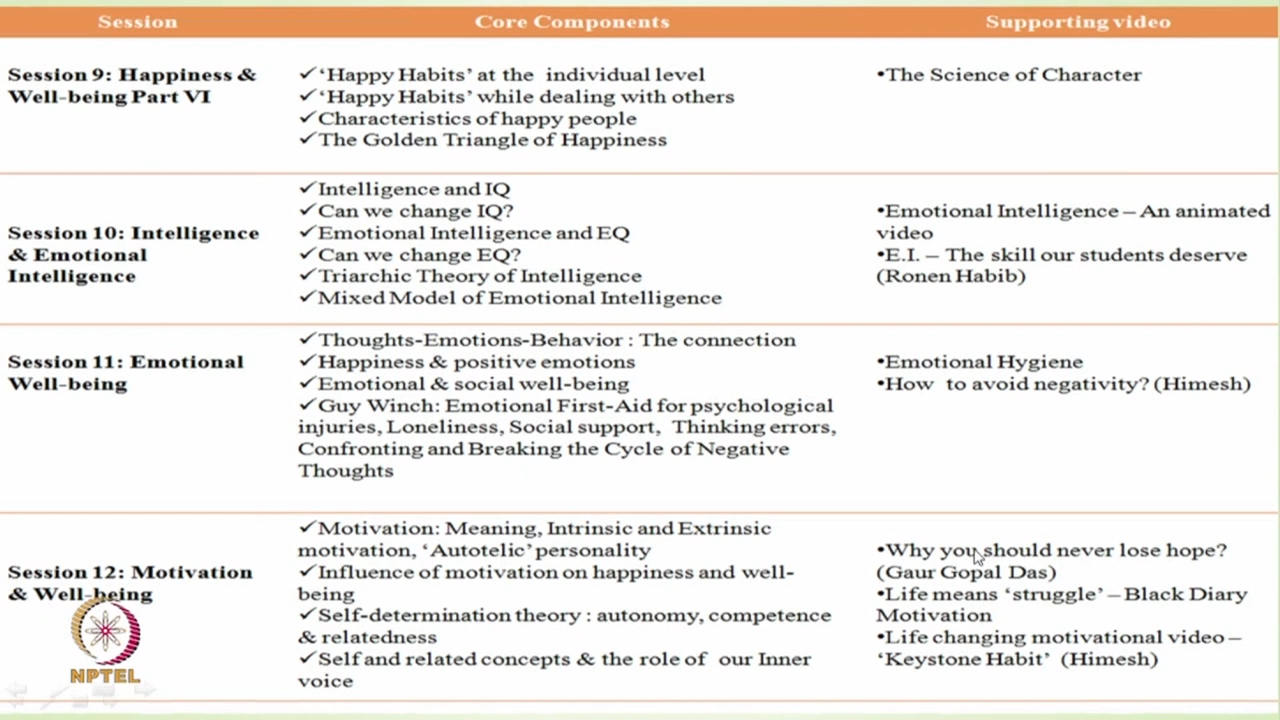 Session Core Components Supporting video
Session 9: Happiness &
Well-being Part VI
✓‘Happy Habits’ at the individual level
✓‘Happy Habits’ while dealing with others
✓Characteristics of happy people
✓The Golden Triangle of Happiness
•The Science of Character
Session 10: Intelligence
& Emotional
Intelligence
✓Intelligence and IQ
✓Can we change IQ?
✓Emotional Intelligence and EQ
✓Can we change EQ?
✓Triarchic Theory of Intelligence
✓Mixed Model of Emotional Intelligence
•Emotional Intelligence – An animated
video
•E.I. – The skill our students deserve
(Ronen Habib)
Session 11: Emotional
Well-being
✓Thoughts-Emotions-Behavior : The connection
✓Happiness & positive emotions
✓Emotional & social well-being
✓Guy Winch: Emotional First-Aid for psychological
injuries, Loneliness, Social support, Thinking errors,
Confronting and Breaking the Cycle of Negative
Thoughts
•Emotional Hygiene
•How to avoid negativity? (Himesh)
Session 12: Motivation
& Well-being
✓Motivation: Meaning, Intrinsic and Extrinsic
motivation, ‘Autotelic’ personality
✓Influence of motivation on happiness and well-
being
✓Self-determination theory : autonomy, competence
& relatedness
✓Self and related concepts & the role of our Inner
voice
•Why you should never lose hope?
(Gaur Gopal Das)
•Life means ‘struggle’ – Black Diary
Motivation
•Life changing motivational video –
‘Keystone Habit’ (Himesh)
NPTEL